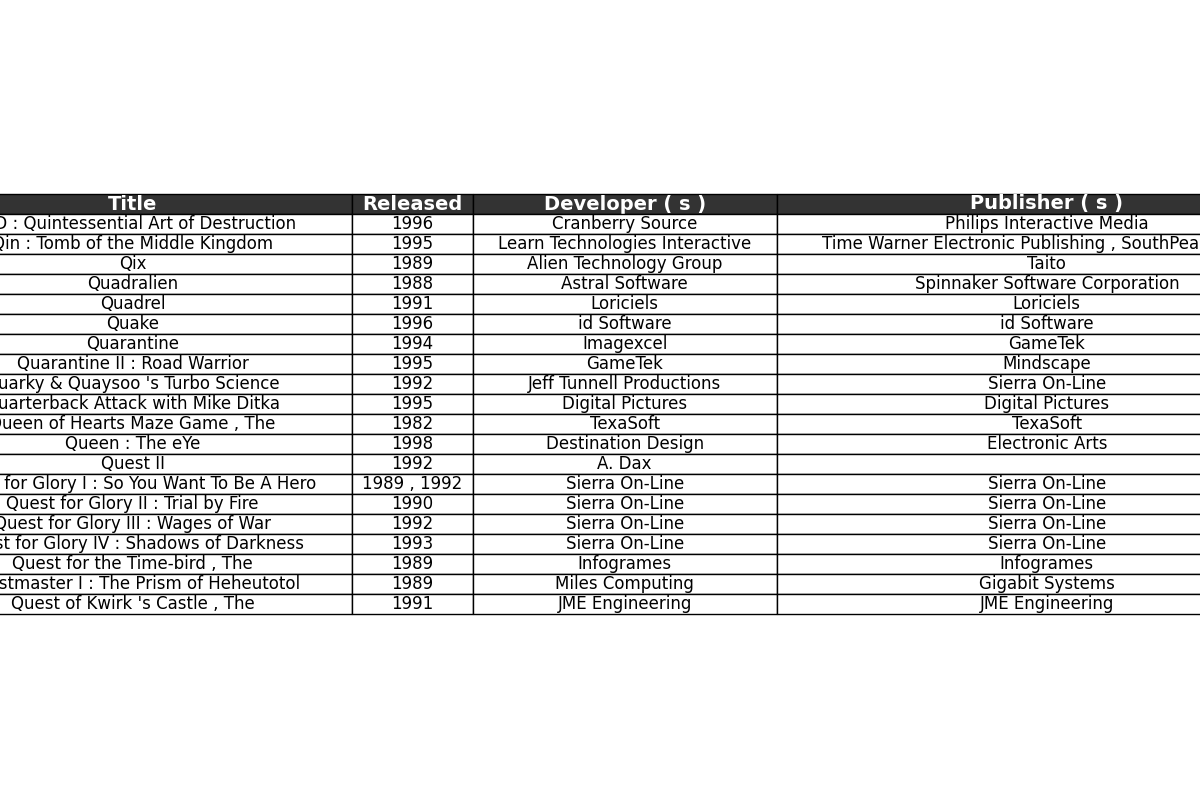 Title Released Developer ( s ) Publisher ( s )
: Quintessential Art of Destruction 1996 Cranberry Source Philips Interactive Media
: Tomb of the Middle Kingdom 1995 Learn Technologies Interactive Time Warner Electronic Publishing ,
Qix 1989 Alien Technology Group Taito
Quadralien 1988 Astral Software Spinnaker Software Corporation
Quadrel 1991 Loriciels Loriciels
Quake 1996 id Software id Software
Quarantine 1994 Imagexcel GameTek
Quarantine II : Road Warrior 1995 GameTek Mindscape
& Quaysoo 's Turbo Science 1992 Jeff Tunnell Productions Sierra On-Line
Attack with Mike Ditka 1995 Digital Pictures Digital Pictures
of Hearts Maze Game , The 1982 TexaSoft TexaSoft
Queen : The eYe 1998 Destination Design Electronic Arts
Quest II 1992 A. Dax
for Glory I : So You Want To Be A Hero 1989 , 1992 Sierra On-Line Sierra On-Line
Quest for Glory II : Trial by Fire 1990 Sierra On-Line Sierra On-Line
Quest for Glory III : Wages of War 1992 Sierra On-Line Sierra On-Line
for Glory IV : Shadows of Darkness 1993 Sierra On-Line Sierra On-Line
Quest for the Time-bird , The 1989 Infogrames Infogrames
I : The Prism of Heheutotol 1989 Miles Computing Gigabit Systems
Quest of Kwirk 's Castle , The 1991 JME Engineering JME Engineering